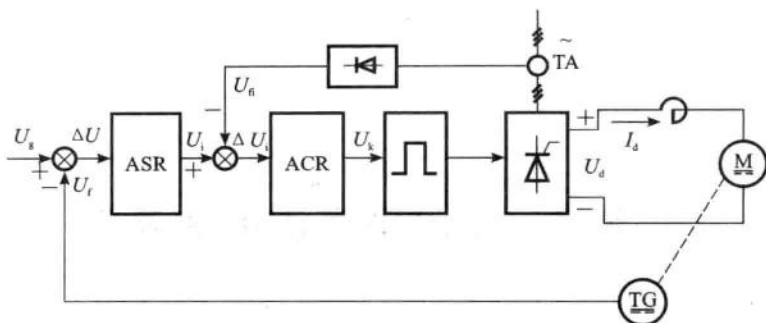 ~
TA
U_fi
−
U_g
ΔU
ASR
U_i
Δ U_i
ACR
U_k
+
I_d
U_d
M
+
−
U_f
+
−
TG